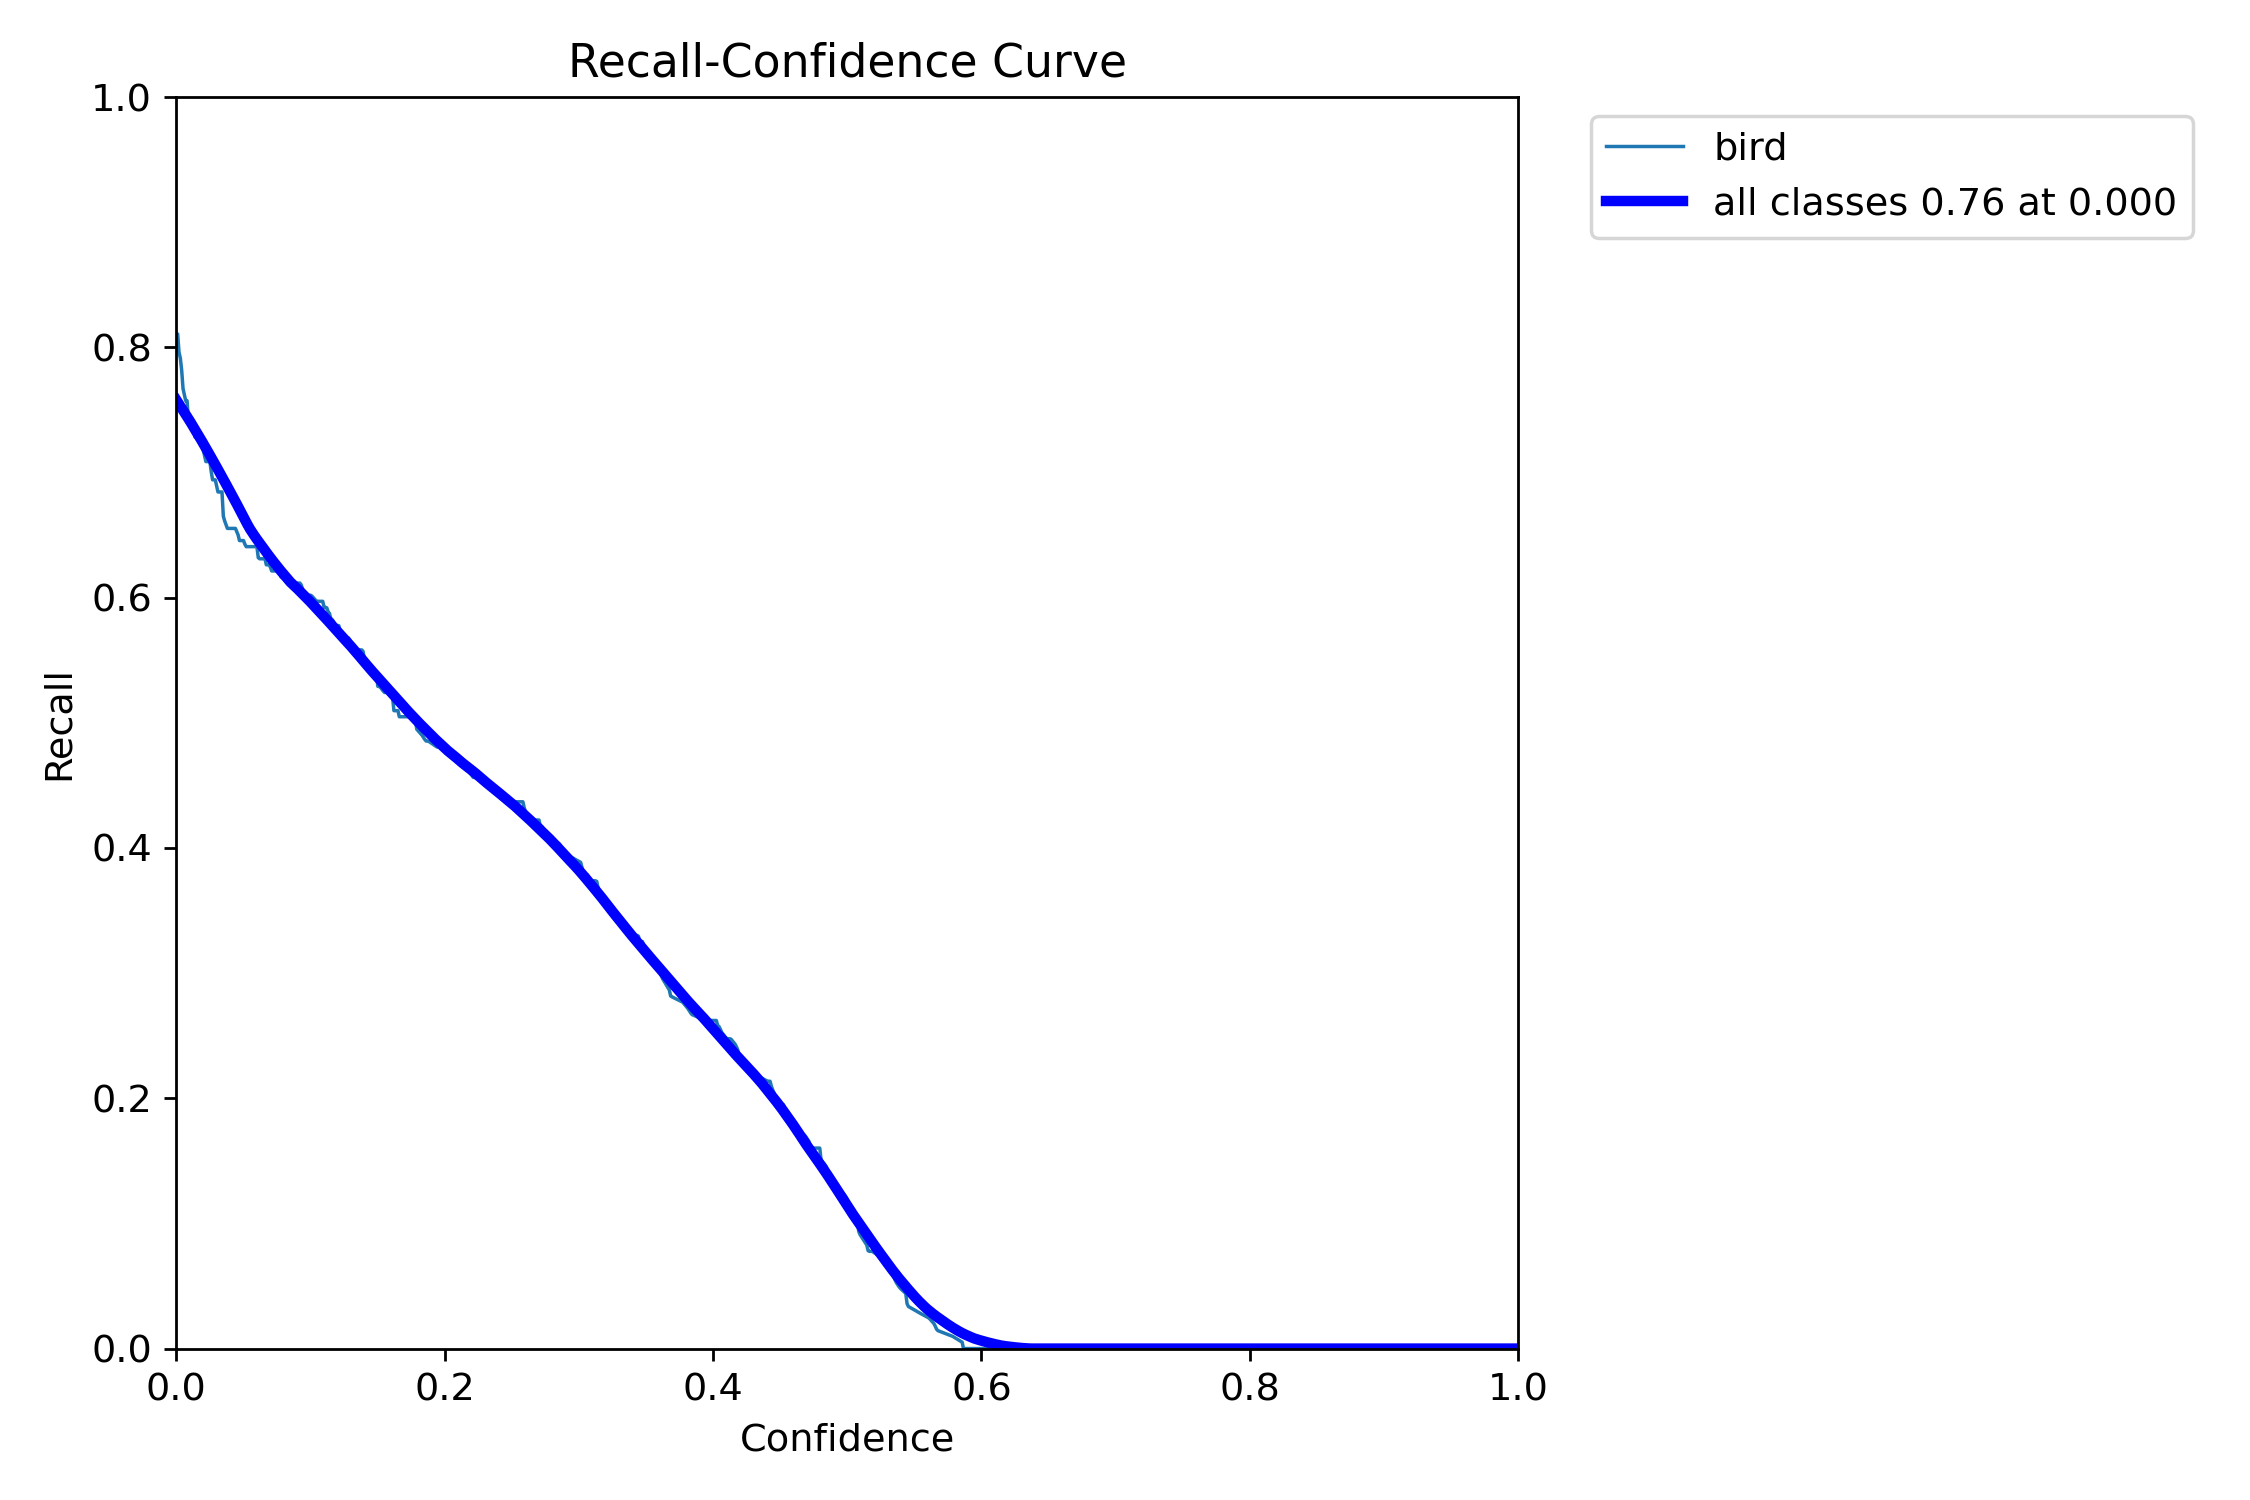 Recall-Confidence Curve
1.0
0.8
0.6
0.4
0.2
0.0
Recall
0.0 0.2 0.4 0.6 0.8 1.0
Confidence
bird
all classes 0.76 at 0.000